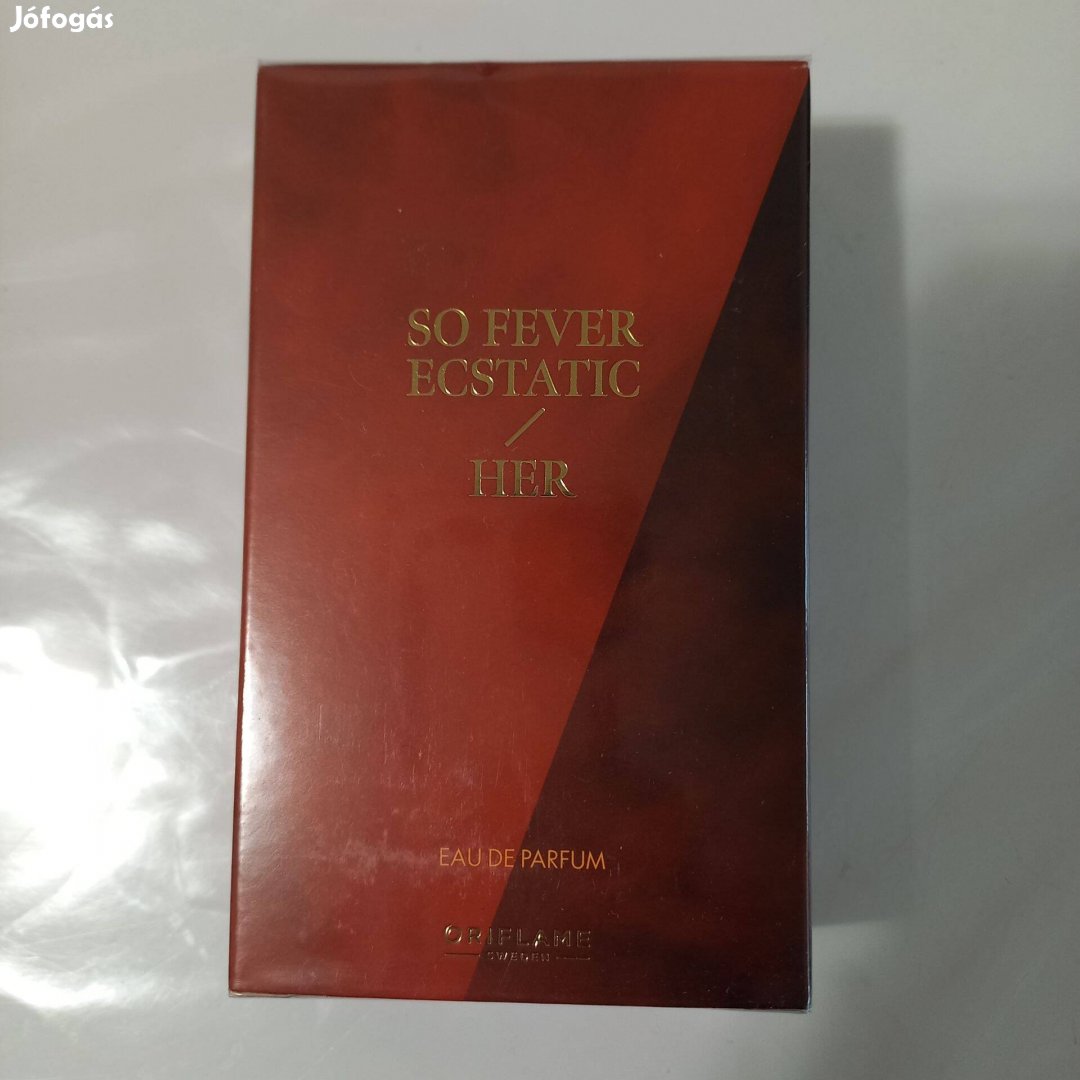 Jófogás
SO FEVER
ECSTATIC
/
HER
EAU DE PARFUM
ORIFLAME
SWEDEN